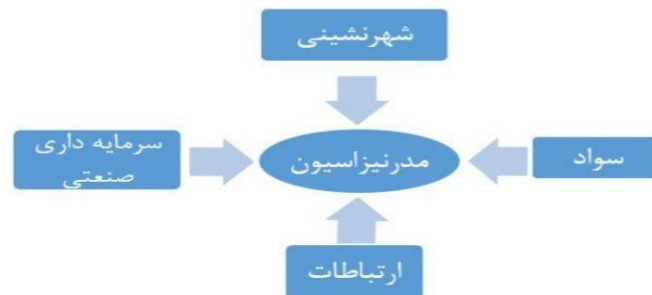 شهرنشینی
سرمایه داری
صنعتی
مدرنیزاسیون
سواد
ارتباطات